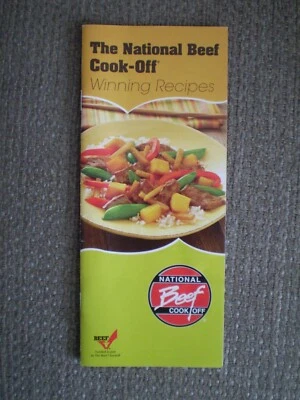 The National Beef
Cook-Off®
Winning Recipes
NATIONAL
Beef
COOK OFF
BEEF